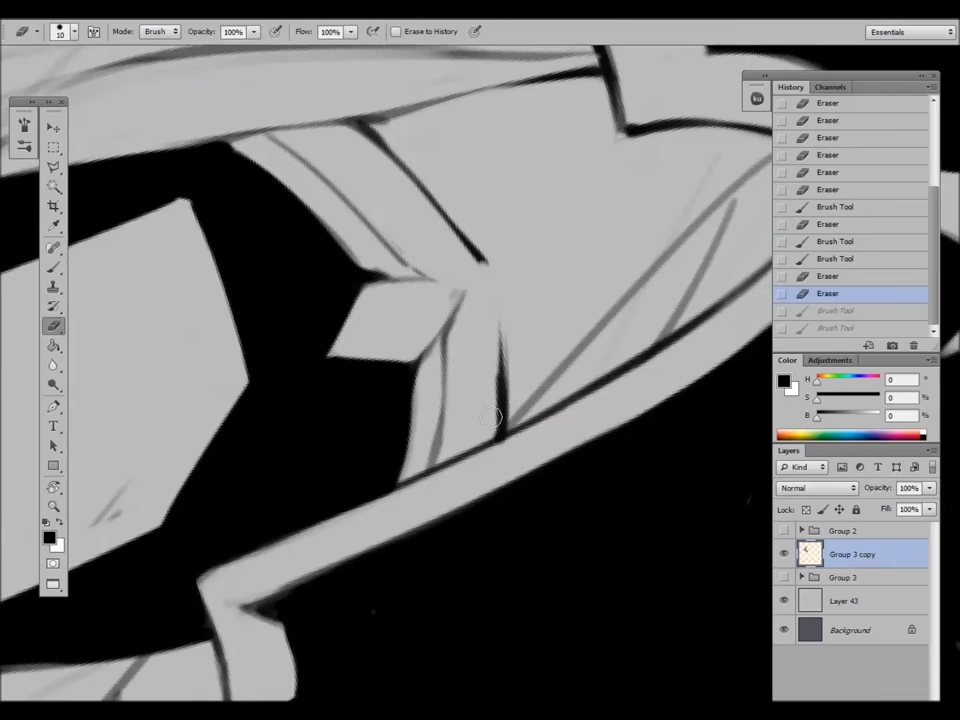 10 Mode: Brush Opacity: 100% Flow: 100% Erase to History Essentials
History Channels
ku
Eraser
Eraser
Eraser
Eraser
Eraser
Eraser
Brush Tool
Eraser
Brush Tool
Brush Tool
Eraser
Eraser
Brush Tool
Brush Tool
Color Adjustments
H 0 °
S 0 %
B 0 %
Layers
Kind
Normal Opacity: 100%
Lock: Fill: 100%
Group 2
Group 3 copy
Group 3
Layer 43
Background